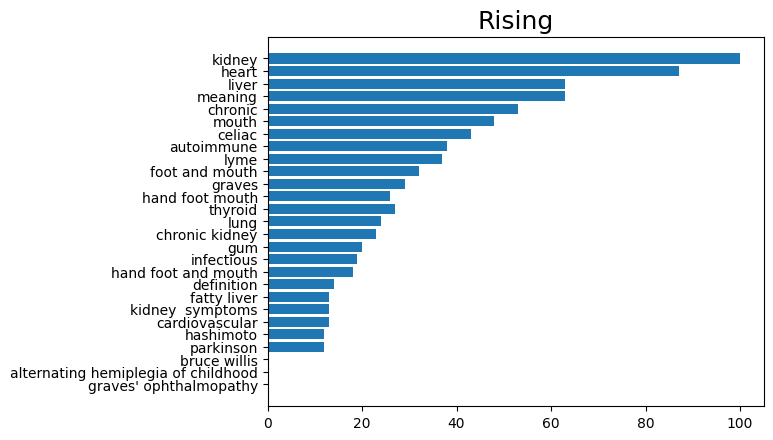 Rising
kidney
heart
liver
meaning
chronic
mouth
celiac
autoimmune
lyme
foot and mouth
graves
hand foot mouth
thyroid
lung
chronic kidney
gum
infectious
hand foot and mouth
definition
fatty liver
kidney  symptoms
cardiovascular
hashimoto
parkinson
bruce willis
alternating hemiplegia of childhood
graves' ophthalmopathy
0 20 40 60 80 100